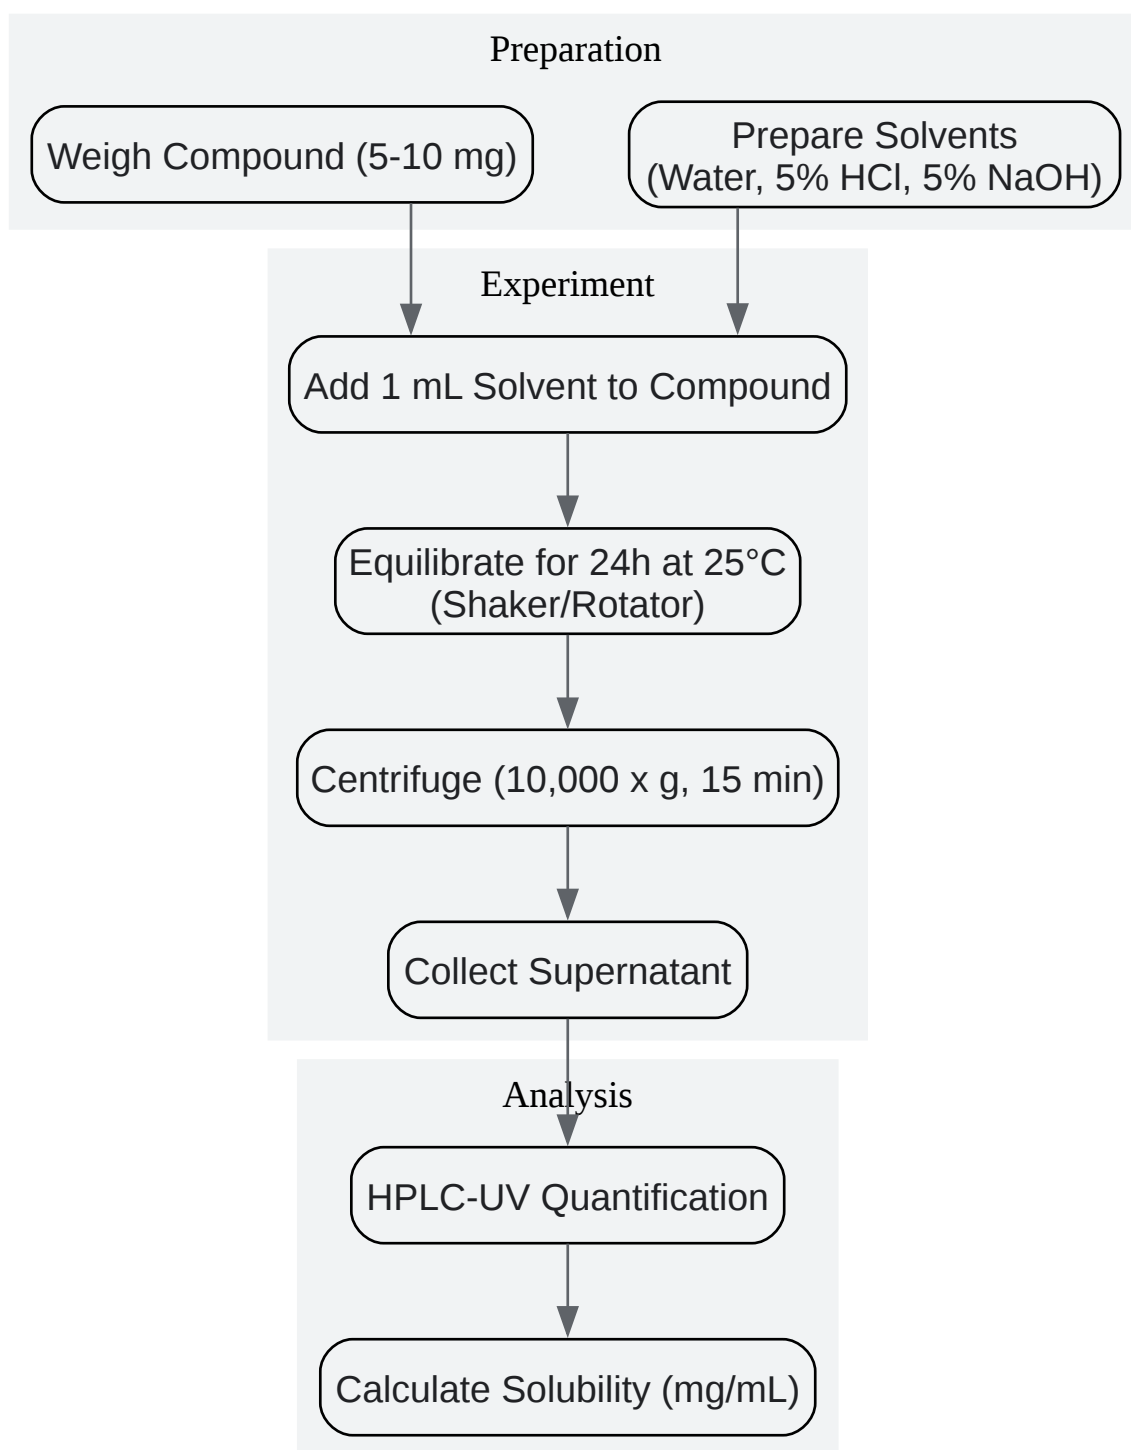 Preparation
Weigh Compound (5-10 mg)
Prepare Solvents
(Water, 5% HCl, 5% NaOH)
Experiment
Add 1 mL Solvent to Compound
Equilibrate for 24h at 25°C
(Shaker/Rotator)
Centrifuge (10,000 x g, 15 min)
Collect Supernatant
Analysis
HPLC-UV Quantification
Calculate Solubility (mg/mL)